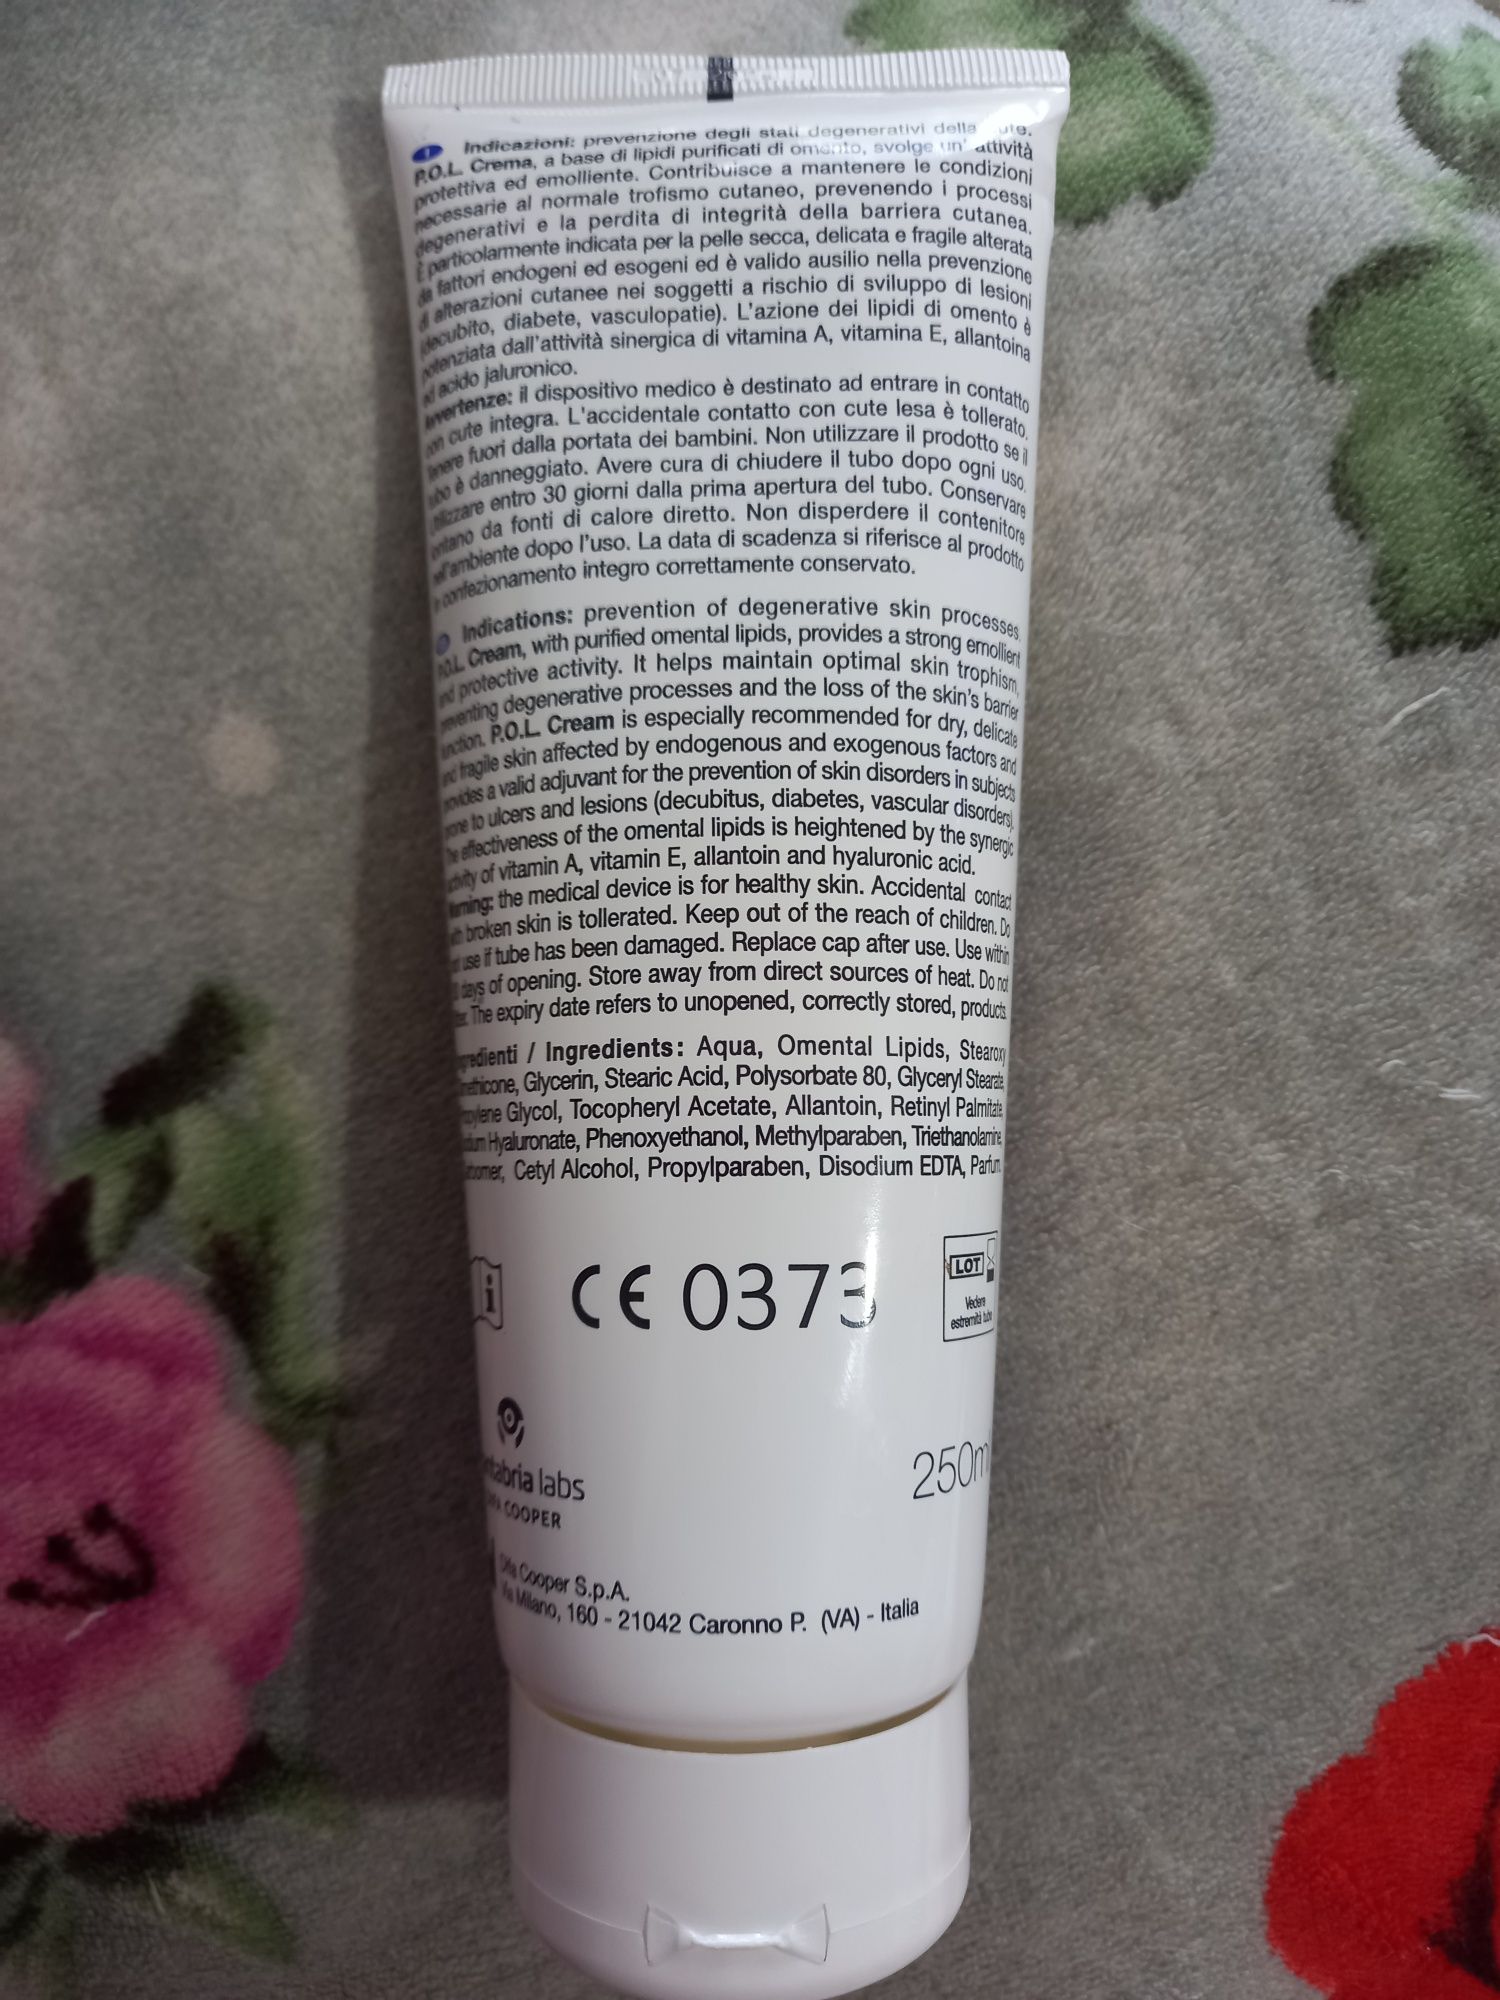 Indicazioni: prevenzione degli stati degenerativi della cute.
P.O.L. Crema, a base di lipidi purificati di omento, svolge un' attività
protettiva ed emolliente. Contribuisce a mantenere le condizioni
necessarie al normale trofismo cutaneo, prevenendo i processi
degenerativi e la perdita di integrità della barriera cutanea.
È particolarmente indicata per la pelle secca, delicata e fragile alterata
da fattori endogeni ed esogeni ed è valido ausilio nella prevenzione
di alterazioni cutanee nei soggetti a rischio di sviluppo di lesioni
(decubito, diabete, vasculopatie). L'azione dei lipidi di omento è
potenziata dall'attività sinergica di vitamina A, vitamina E, allantoina
ed acido jaluronico.
Avvertenze: il dispositivo medico è destinato ad entrare in contatto
con cute integra. L'accidentale contatto con cute lesa è tollerato.
Tenere fuori dalla portata dei bambini. Non utilizzare il prodotto se il
tubo è danneggiato. Avere cura di chiudere il tubo dopo ogni uso.
Utilizzare entro 30 giorni dalla prima apertura del tubo. Conservare
lontano da fonti di calore diretto. Non disperdere il contenitore
nell'ambiente dopo l'uso. La data di scadenza si riferisce al prodotto
in confezionamento integro correttamente conservato.
Indications: prevention of degenerative skin processes.
P.O.L. Cream, with purified omental lipids, provides a strong emollient
and protective activity. It helps maintain optimal skin trophism,
preventing degenerative processes and the loss of the skin's barrier
function. P.O.L. Cream is especially recommended for dry, delicate
and fragile skin affected by endogenous and exogenous factors and
provides a valid adjuvant for the prevention of skin disorders in subjects
prone to ulcers and lesions (decubitus, diabetes, vascular disorders).
The effectiveness of the omental lipids is heightened by the synergic
activity of vitamin A, vitamin E, allantoin and hyaluronic acid.
Warning: the medical device is for healthy skin. Accidental contact
with broken skin is tollerated. Keep out of the reach of children. Do
not use if tube has been damaged. Replace cap after use. Use within
days of opening. Store away from direct sources of heat. Do not
The expiry date refers to unopened, correctly stored, products.
Ingredienti / Ingredients: Aqua, Omental Lipids, Stearoxy
Dimethicone, Glycerin, Stearic Acid, Polysorbate 80, Glyceryl Stearate,
Propylene Glycol, Tocopheryl Acetate, Allantoin, Retinyl Palmitate,
Sodium Hyaluronate, Phenoxyethanol, Methylparaben, Triethanolamine,
Carbomer, Cetyl Alcohol, Propylparaben, Disodium EDTA, Parfum.
i
CE 0373
LOT
Vedere
estremità tubo
cantabria labs
DIFA COOPER
250ml
Difa Cooper S.p.A.
Via Milano, 160 - 21042 Caronno P. (VA) - Italia